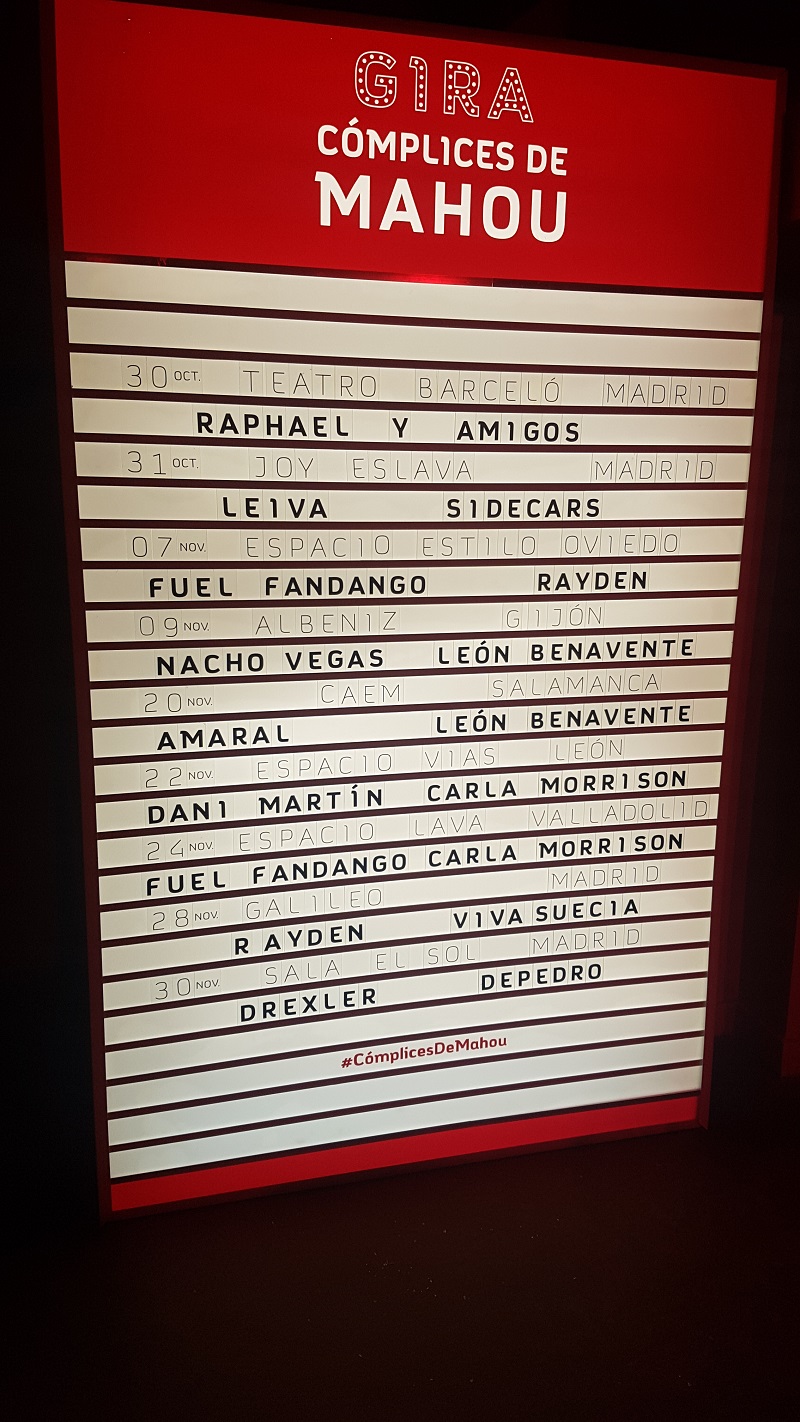 GIRA
CÓMPLICES DE
MAHOU
30 OCT. TEATRO BARCELÓ MADRID
RAPHAEL Y AMIGOS
31 OCT. JOY ESLAVA MADRID
LEIVA SIDECARS
07 NOV. ESPACIO ESTILO OVIEDO
FUEL FANDANGO RAYDEN
09 NOV. ALBENIZ GIJÓN
NACHO VEGAS LEÓN BENAVENTE
20 NOV. CAEM SALAMANCA
AMARAL LEÓN BENAVENTE
22 NOV. ESPACIO VIAS LEÓN
DANI MARTÍN CARLA MORRISON
24 NOV. ESPACIO LAVA VALLADOLID
FUEL FANDANGO CARLA MORRISON
28 NOV. GALILEO MADRID
RAYDEN VIVA SUECIA
30 NOV. SALA EL SOL MADRID
DREXLER DEPEDRO
#CómplicesDeMahou